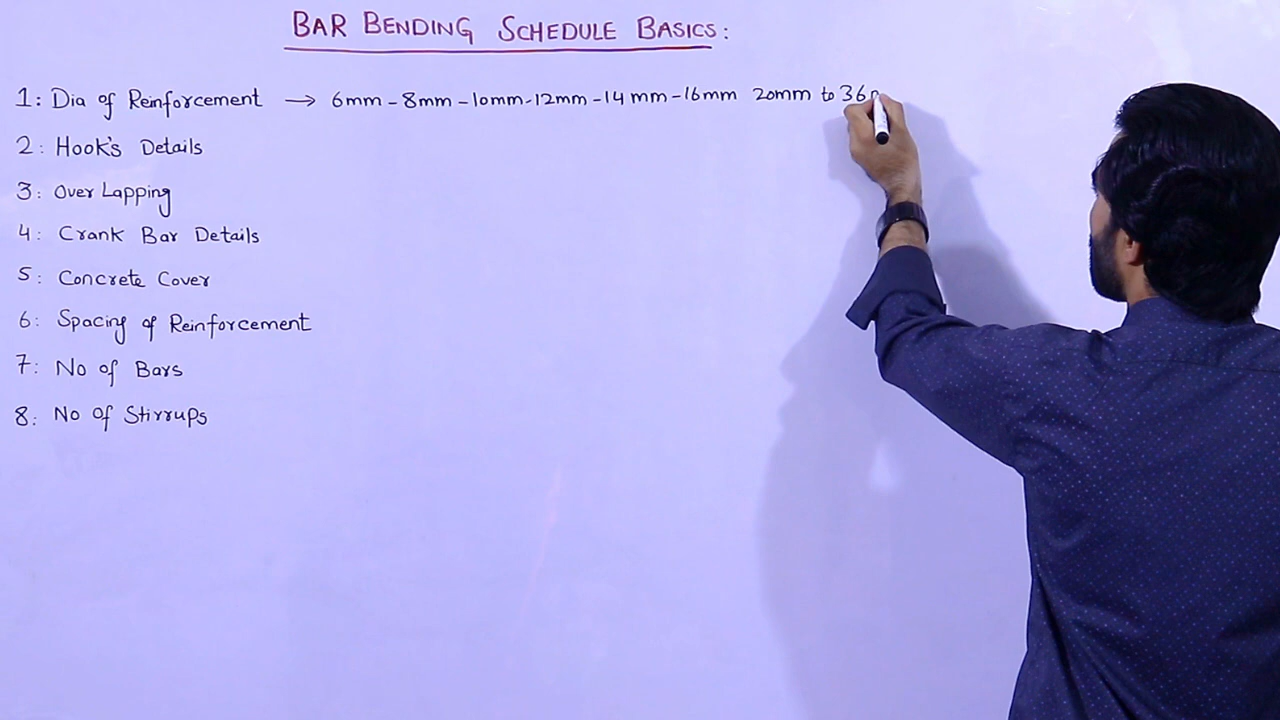 BAR BENDING SCHEDULE BASICS:
1: Dia of Reinforcement → 6mm - 8mm - 10mm - 12mm - 14mm - 16mm 20mm to 36
2: Hook's Details
3: Over Lapping
4: Crank Bar Details
5: Concrete Cover
6: Spacing of Reinforcement
7: No of Bars
8: No Of Stirrups